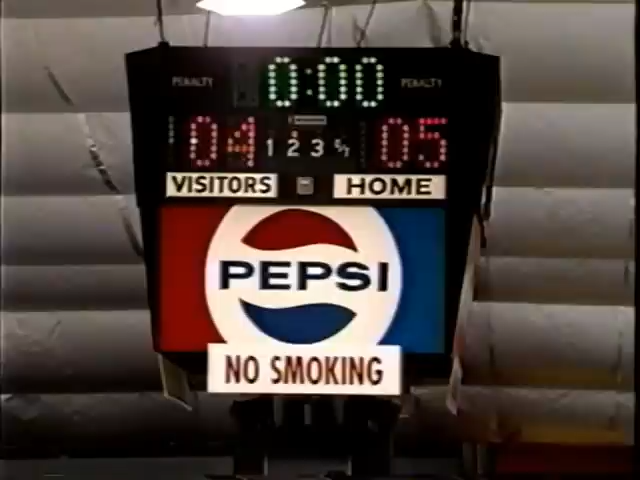 PENALTY 0:00 PENALTY
04 1 2 3 O/T 05
VISITORS HOME
PEPSI
NO SMOKING